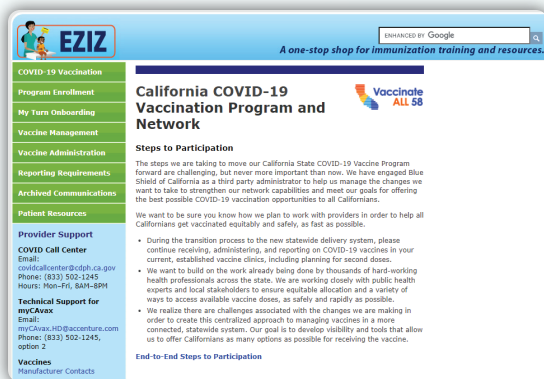 EZIZ
ENHANCED BY Google
A one-stop shop for immunization training and resources.
COVID-19 Vaccination
Program Enrollment
My Turn Onboarding
Vaccine Management
Vaccine Administration
Reporting Requirements
Archived Communications
Patient Resources
Provider Support
COVID Call Center
Email:
covidcallcenter@cdph.ca.gov
Phone: (833) 502-1245
Hours: Mon–Fri, 8AM–8PM
Technical Support for
myCAvax
Email:
myCAvax.HD@accenture.com
Phone: (833) 502-1245,
option 2
Vaccines
Manufacturer Contacts
California COVID-19
Vaccination Program and
Network
Vaccinate
ALL 58
Steps to Participation
The steps we are taking to move our California State COVID-19 Vaccine Program
forward are challenging, but never more important than now. We have engaged Blue
Shield of California as a third party administrator to help us manage the changes we
want to take to strengthen our network capabilities and meet our goals for offering
the best possible COVID-19 vaccination opportunities to all Californians.
We want to be sure you know how we plan to work with providers in order to help all
Californians get vaccinated equitably and safely, as fast as possible.
• During the transition process to the new statewide delivery system, please
continue receiving, administering, and reporting on COVID-19 vaccines in your
current, established vaccine clinics, including planning for second doses.
• We want to build on the work already being done by thousands of hard-working
health professionals across the state. We are working closely with public health
experts and local stakeholders to ensure equitable allocation and a variety of
ways to access available vaccine doses, as safely and rapidly as possible.
• We realize there are challenges associated with the changes we are making in
order to create this centralized approach to managing vaccines in a more
connected, statewide system. Our goal is to develop visibility and tools that allow
us to offer Californians as many options as possible for receiving the vaccine.
End-to-End Steps to Participation